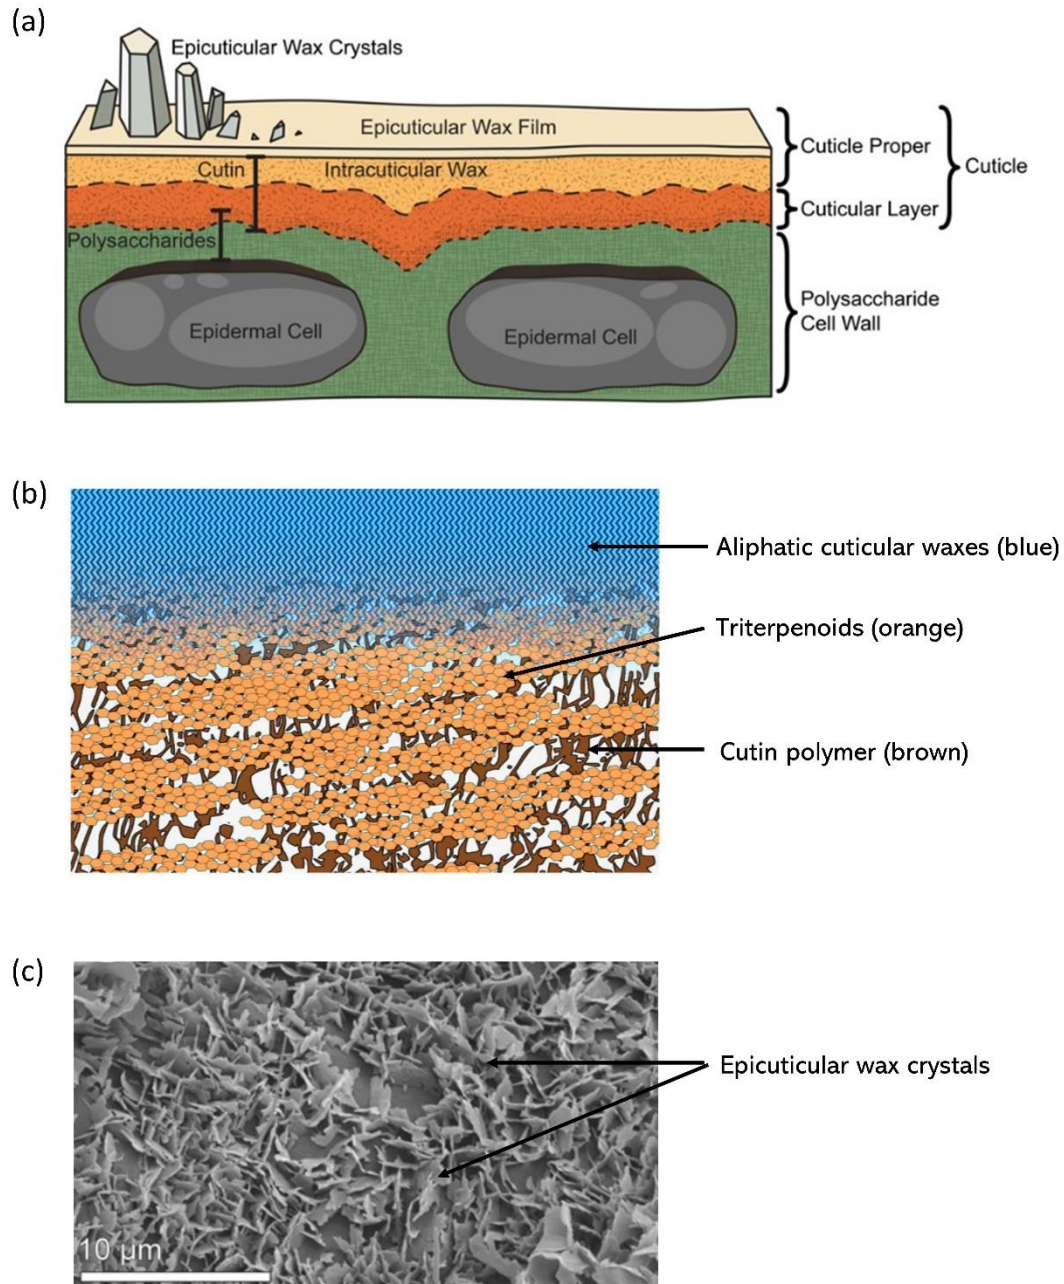 (a)
Epicuticular Wax Crystals
Epicuticular Wax Film
Cuticle Proper
Cuticle
Cutin
Intracuticular Wax
Cuticular Layer
Polysaccharides
Polysaccharide
Cell Wall
Epidermal Cell
Epidermal Cell
(b)
Aliphatic cuticular waxes (blue)
Triterpenoids (orange)
Cutin polymer (brown)
(c)
Epicuticular wax crystals
10 µm